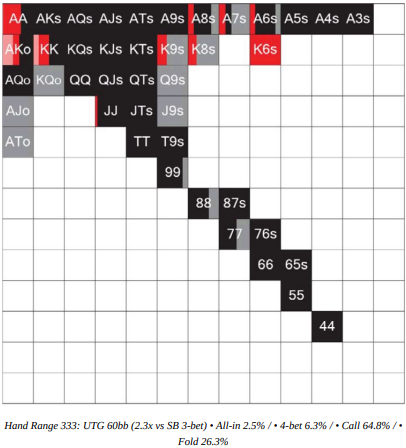 AA AKs AQs AJs ATs A9s A8s A7s A6s A5s A4s A3s
AKo KK KQs KJs KTs K9s K8s K6s
AQo KQo QQ QJs QTs Q9s
AJo JJ JTs J9s
ATo TT T9s
99
88 87s
77 76s
66 65s
55
44
Hand Range 333: UTG 60bb (2.3x vs SB 3-bet) • All-in 2.5% / • 4-bet 6.3% / • Call 64.8% / •
Fold 26.3%